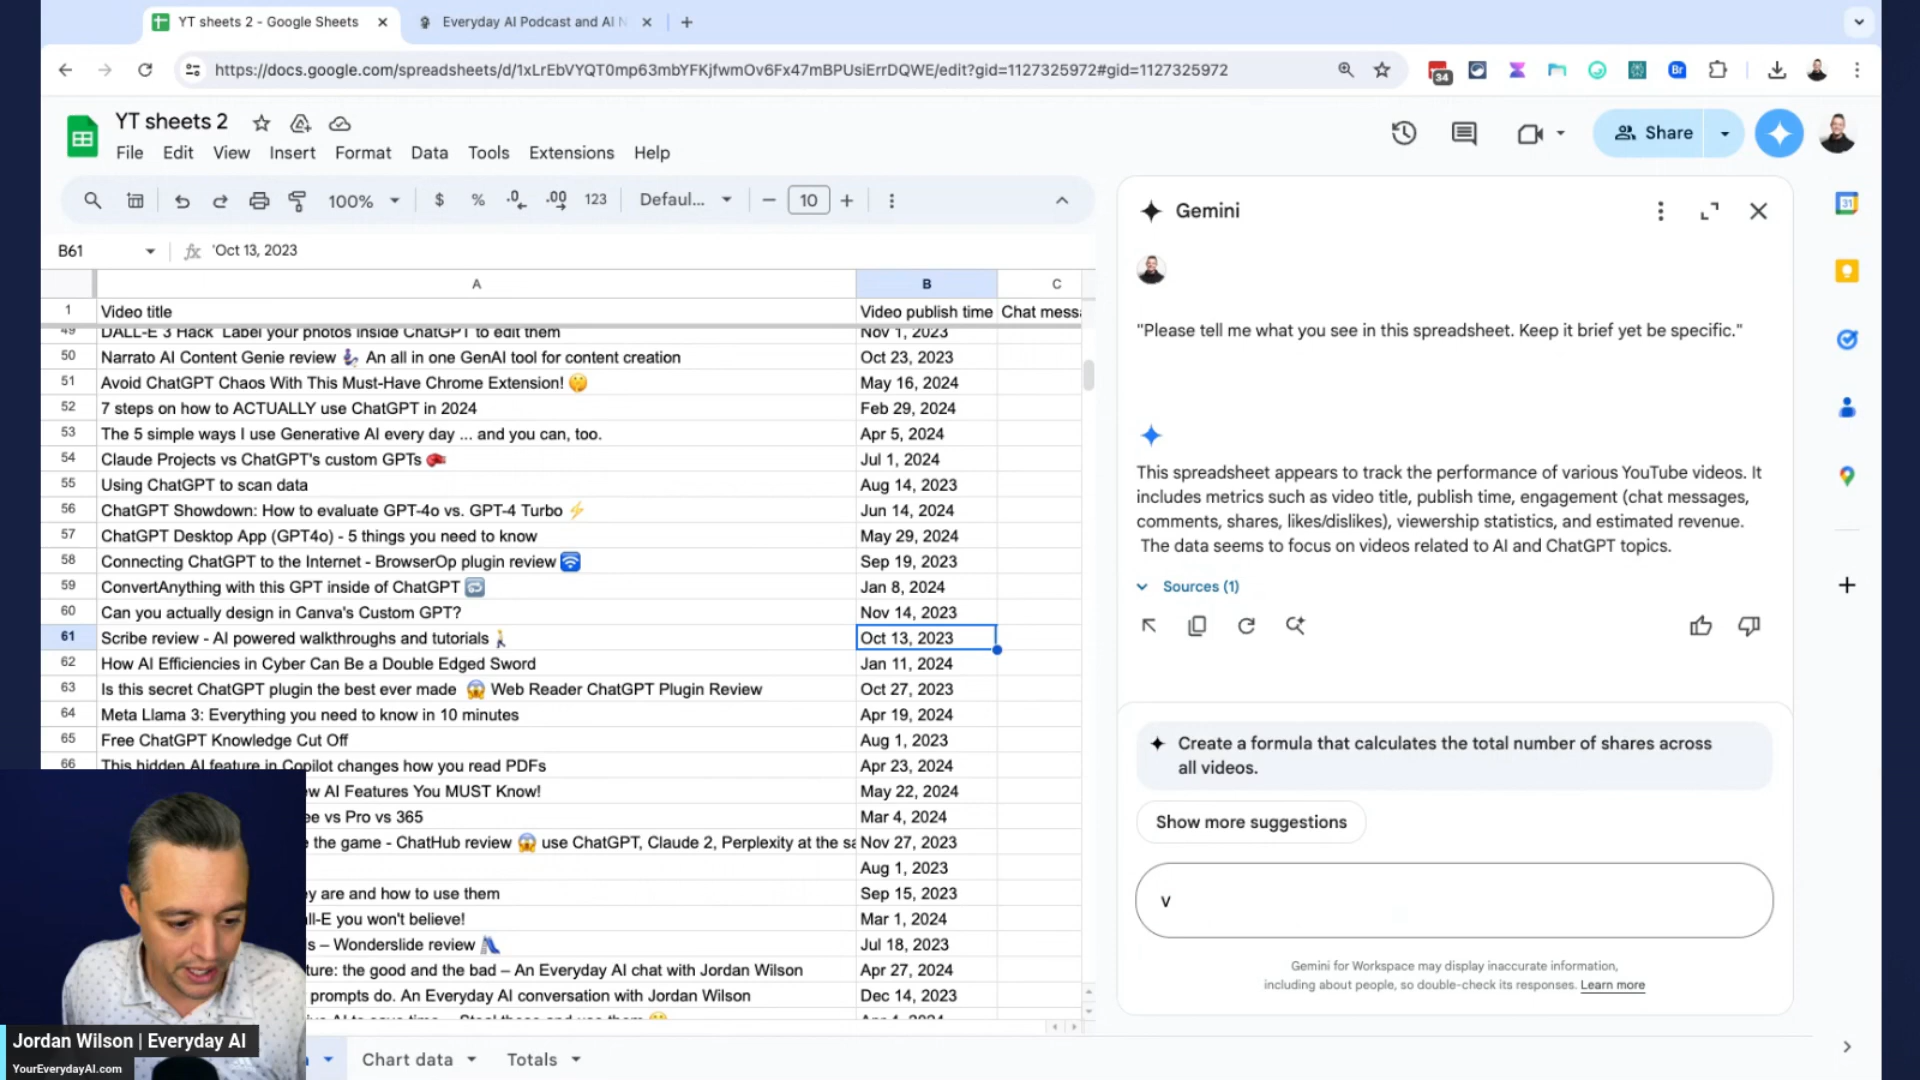 YT sheets 2 - Google Sheets
Everyday AI Podcast and AI N
https://docs.google.com/spreadsheets/d/1xLrEbVYQT0mp63mbYFKjfwmOv6Fx47mBPUsiErrDQWE/edit?gid=1127325972#gid=1127325972
34
Br
YT sheets 2
File Edit View Insert Format Data Tools Extensions Help
Share
100%
$ % .0 .00 123
Defaul...
10
B61
fx 'Oct 13, 2023
A B C
1 Video title Video publish time Chat messa
49 DALL-E 3 Hack Label your photos inside ChatGPT to edit them Nov 1, 2023
50 Narrato AI Content Genie review An all in one GenAI tool for content creation Oct 23, 2023
51 Avoid ChatGPT Chaos With This Must-Have Chrome Extension! 🤫 May 16, 2024
52 7 steps on how to ACTUALLY use ChatGPT in 2024 Feb 29, 2024
53 The 5 simple ways I use Generative AI every day ... and you can, too. Apr 5, 2024
54 Claude Projects vs ChatGPT's custom GPTs 🥊 Jul 1, 2024
55 Using ChatGPT to scan data Aug 14, 2023
56 ChatGPT Showdown: How to evaluate GPT-4o vs. GPT-4 Turbo ⚡ Jun 14, 2024
57 ChatGPT Desktop App (GPT4o) - 5 things you need to know May 29, 2024
58 Connecting ChatGPT to the Internet - BrowserOp plugin review 🛜 Sep 19, 2023
59 ConvertAnything with this GPT inside of ChatGPT 🔁 Jan 8, 2024
60 Can you actually design in Canva's Custom GPT? Nov 14, 2023
61 Scribe review - AI powered walkthroughs and tutorials 🚶 Oct 13, 2023
62 How AI Efficiencies in Cyber Can Be a Double Edged Sword Jan 11, 2024
63 Is this secret ChatGPT plugin the best ever made 😱 Web Reader ChatGPT Plugin Review Oct 27, 2023
64 Meta Llama 3: Everything you need to know in 10 minutes Apr 19, 2024
65 Free ChatGPT Knowledge Cut Off Aug 1, 2023
66 This hidden AI feature in Copilot changes how you read PDFs Apr 23, 2024
w AI Features You MUST Know! May 22, 2024
ee vs Pro vs 365 Mar 4, 2024
the game - ChatHub review 😱 use ChatGPT, Claude 2, Perplexity at the sa Nov 27, 2023
Aug 1, 2023
ey are and how to use them Sep 15, 2023
ll-E you won't believe! Mar 1, 2024
s – Wonderslide review 🛝 Jul 18, 2023
ture: the good and the bad – An Everyday AI chat with Jordan Wilson Apr 27, 2024
prompts do. An Everyday AI conversation with Jordan Wilson Dec 14, 2023
Chart data Totals
Gemini
"Please tell me what you see in this spreadsheet. Keep it brief yet be specific."
This spreadsheet appears to track the performance of various YouTube videos. It
includes metrics such as video title, publish time, engagement (chat messages,
comments, shares, likes/dislikes), viewership statistics, and estimated revenue.
The data seems to focus on videos related to AI and ChatGPT topics.
Sources (1)
Create a formula that calculates the total number of shares across
all videos.
Show more suggestions
v
Gemini for Workspace may display inaccurate information,
including about people, so double-check its responses. Learn more
31
Jordan Wilson | Everyday AI
YourEverydayAI.com